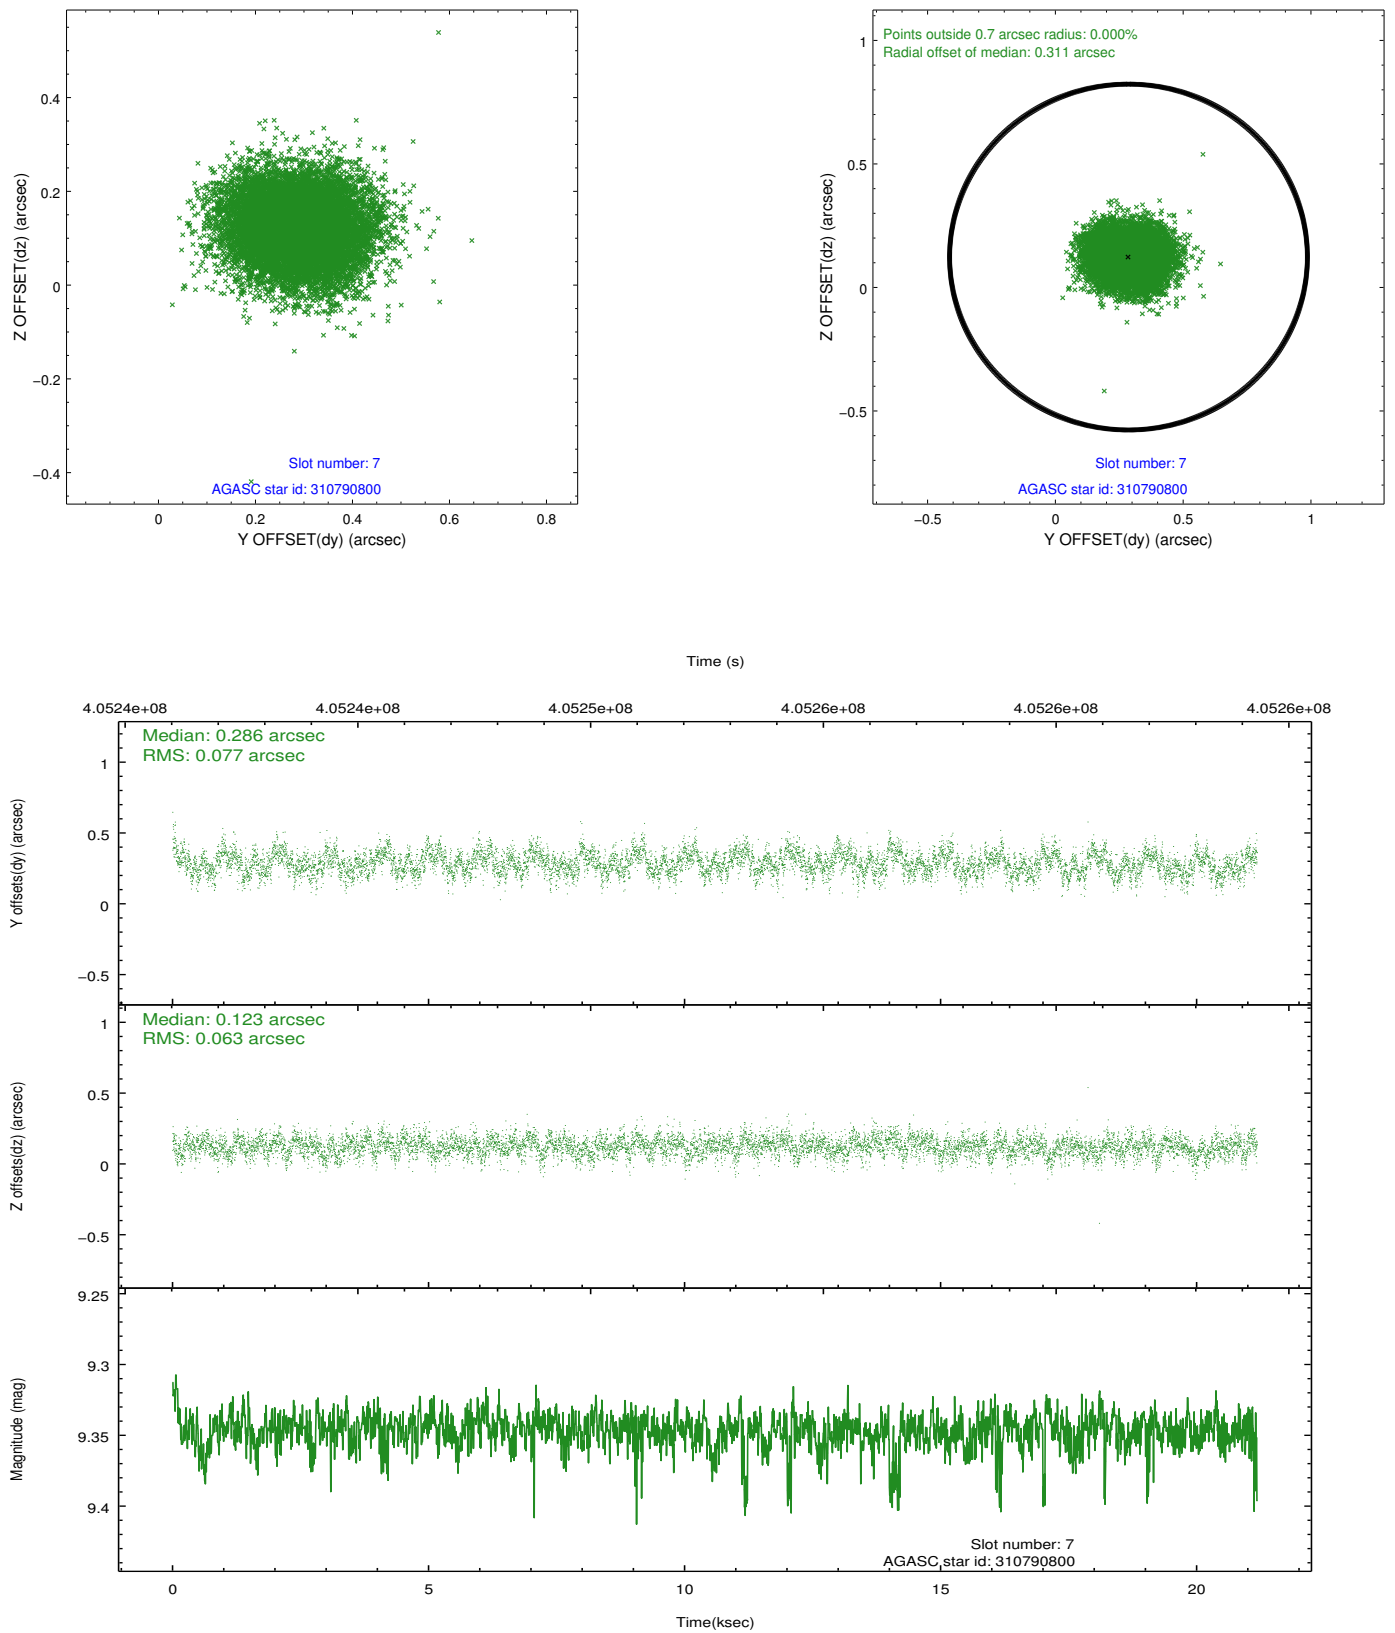 0.4
0.2
0
−0.2
−0.4
0
0.2
0.4
0.6
0.8
Z OFFSET(dz) (arcsec)
Y OFFSET(dy) (arcsec)
Slot number: 7
AGASC star id: 310790800
Points outside 0.7 arcsec radius: 0.000%
Radial offset of median: 0.311 arcsec
1
0.5
0
−0.5
−0.5
0
0.5
1
Z OFFSET(dz) (arcsec)
Y OFFSET(dy) (arcsec)
Slot number: 7
AGASC star id: 310790800
Time (s)
4.0524e+08
4.0524e+08
4.0525e+08
4.0526e+08
4.0526e+08
4.0526e+08
Median: 0.286 arcsec
RMS: 0.077 arcsec
1
0.5
0
−0.5
Y offsets(dy) (arcsec)
Median: 0.123 arcsec
RMS: 0.063 arcsec
1
0.5
0
−0.5
Z offsets(dz) (arcsec)
9.25
9.3
9.35
9.4
Magnitude (mag)
Slot number: 7
AGASC star id: 310790800
0
5
10
15
20
Time(ksec)